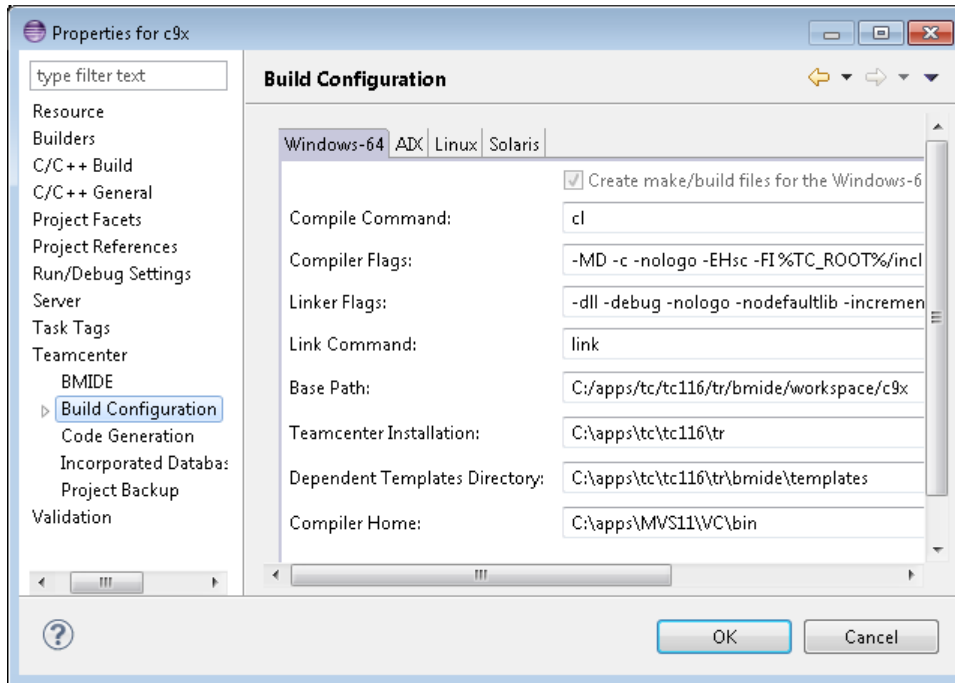 Properties for c9x
type filter text
Build Configuration
Resource
Builders
C/C++ Build
C/C++ General
Project Facets
Project References
Run/Debug Settings
Server
Task Tags
Teamcenter
BMIDE
Build Configuration
Code Generation
Incorporated Databas
Project Backup
Validation
Windows-64 AIX Linux Solaris
Create make/build files for the Windows-6
Compile Command: cl
Compiler Flags: -MD -c -nologo -EHsc -FI%TC_ROOT%/incl
Linker Flags: -dll -debug -nologo -nodefaultlib -incremen
Link Command: link
Base Path: C:/apps/tc/tc116/tr/bmide/workspace/c9x
Teamcenter Installation: C:\apps\tc\tc116\tr
Dependent Templates Directory: C:\apps\tc\tc116\tr\bmide\templates
Compiler Home: C:\apps\MVS11\VC\bin
OK Cancel